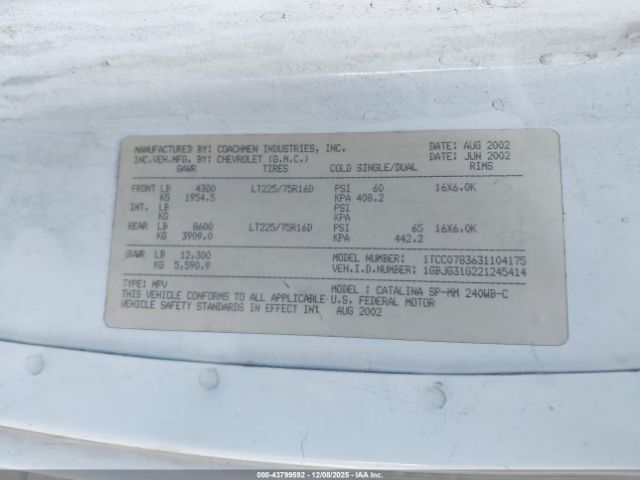 MANUFACTURED BY: COACHMEN INDUSTRIES, INC. DATE: AUG 2002
INC.VEH.MFG. BY: CHEVROLET (G.M.C.) DATE: JUN 2002
GAWR TIRES COLD SINGLE/DUAL RIMS
FRONT LB 4300 LT225/75R16D PSI 60 16X6.0K
KG 1954.5 KPA 408.2
INT. LB PSI
KG KPA
REAR LB 8600 LT225/75R16D PSI 65 16X6.0K
KG 3909.0 KPA 442.2
GVWR LB 12,300 MODEL NUMBER: 1TCC0783631104175
KG 5,590.9 VEH.I.D.NUMBER: 1GBJG31G221245414
TYPE: MPV MODEL : CATALINA SP-MM 240WB-C
THIS VEHICLE CONFORMS TO ALL APPLICABLE U.S. FEDERAL MOTOR
VEHICLE SAFETY STANDARDS IN EFFECT IN: AUG 2002
000-43799592 - 12/08/2025 - IAAI.COM